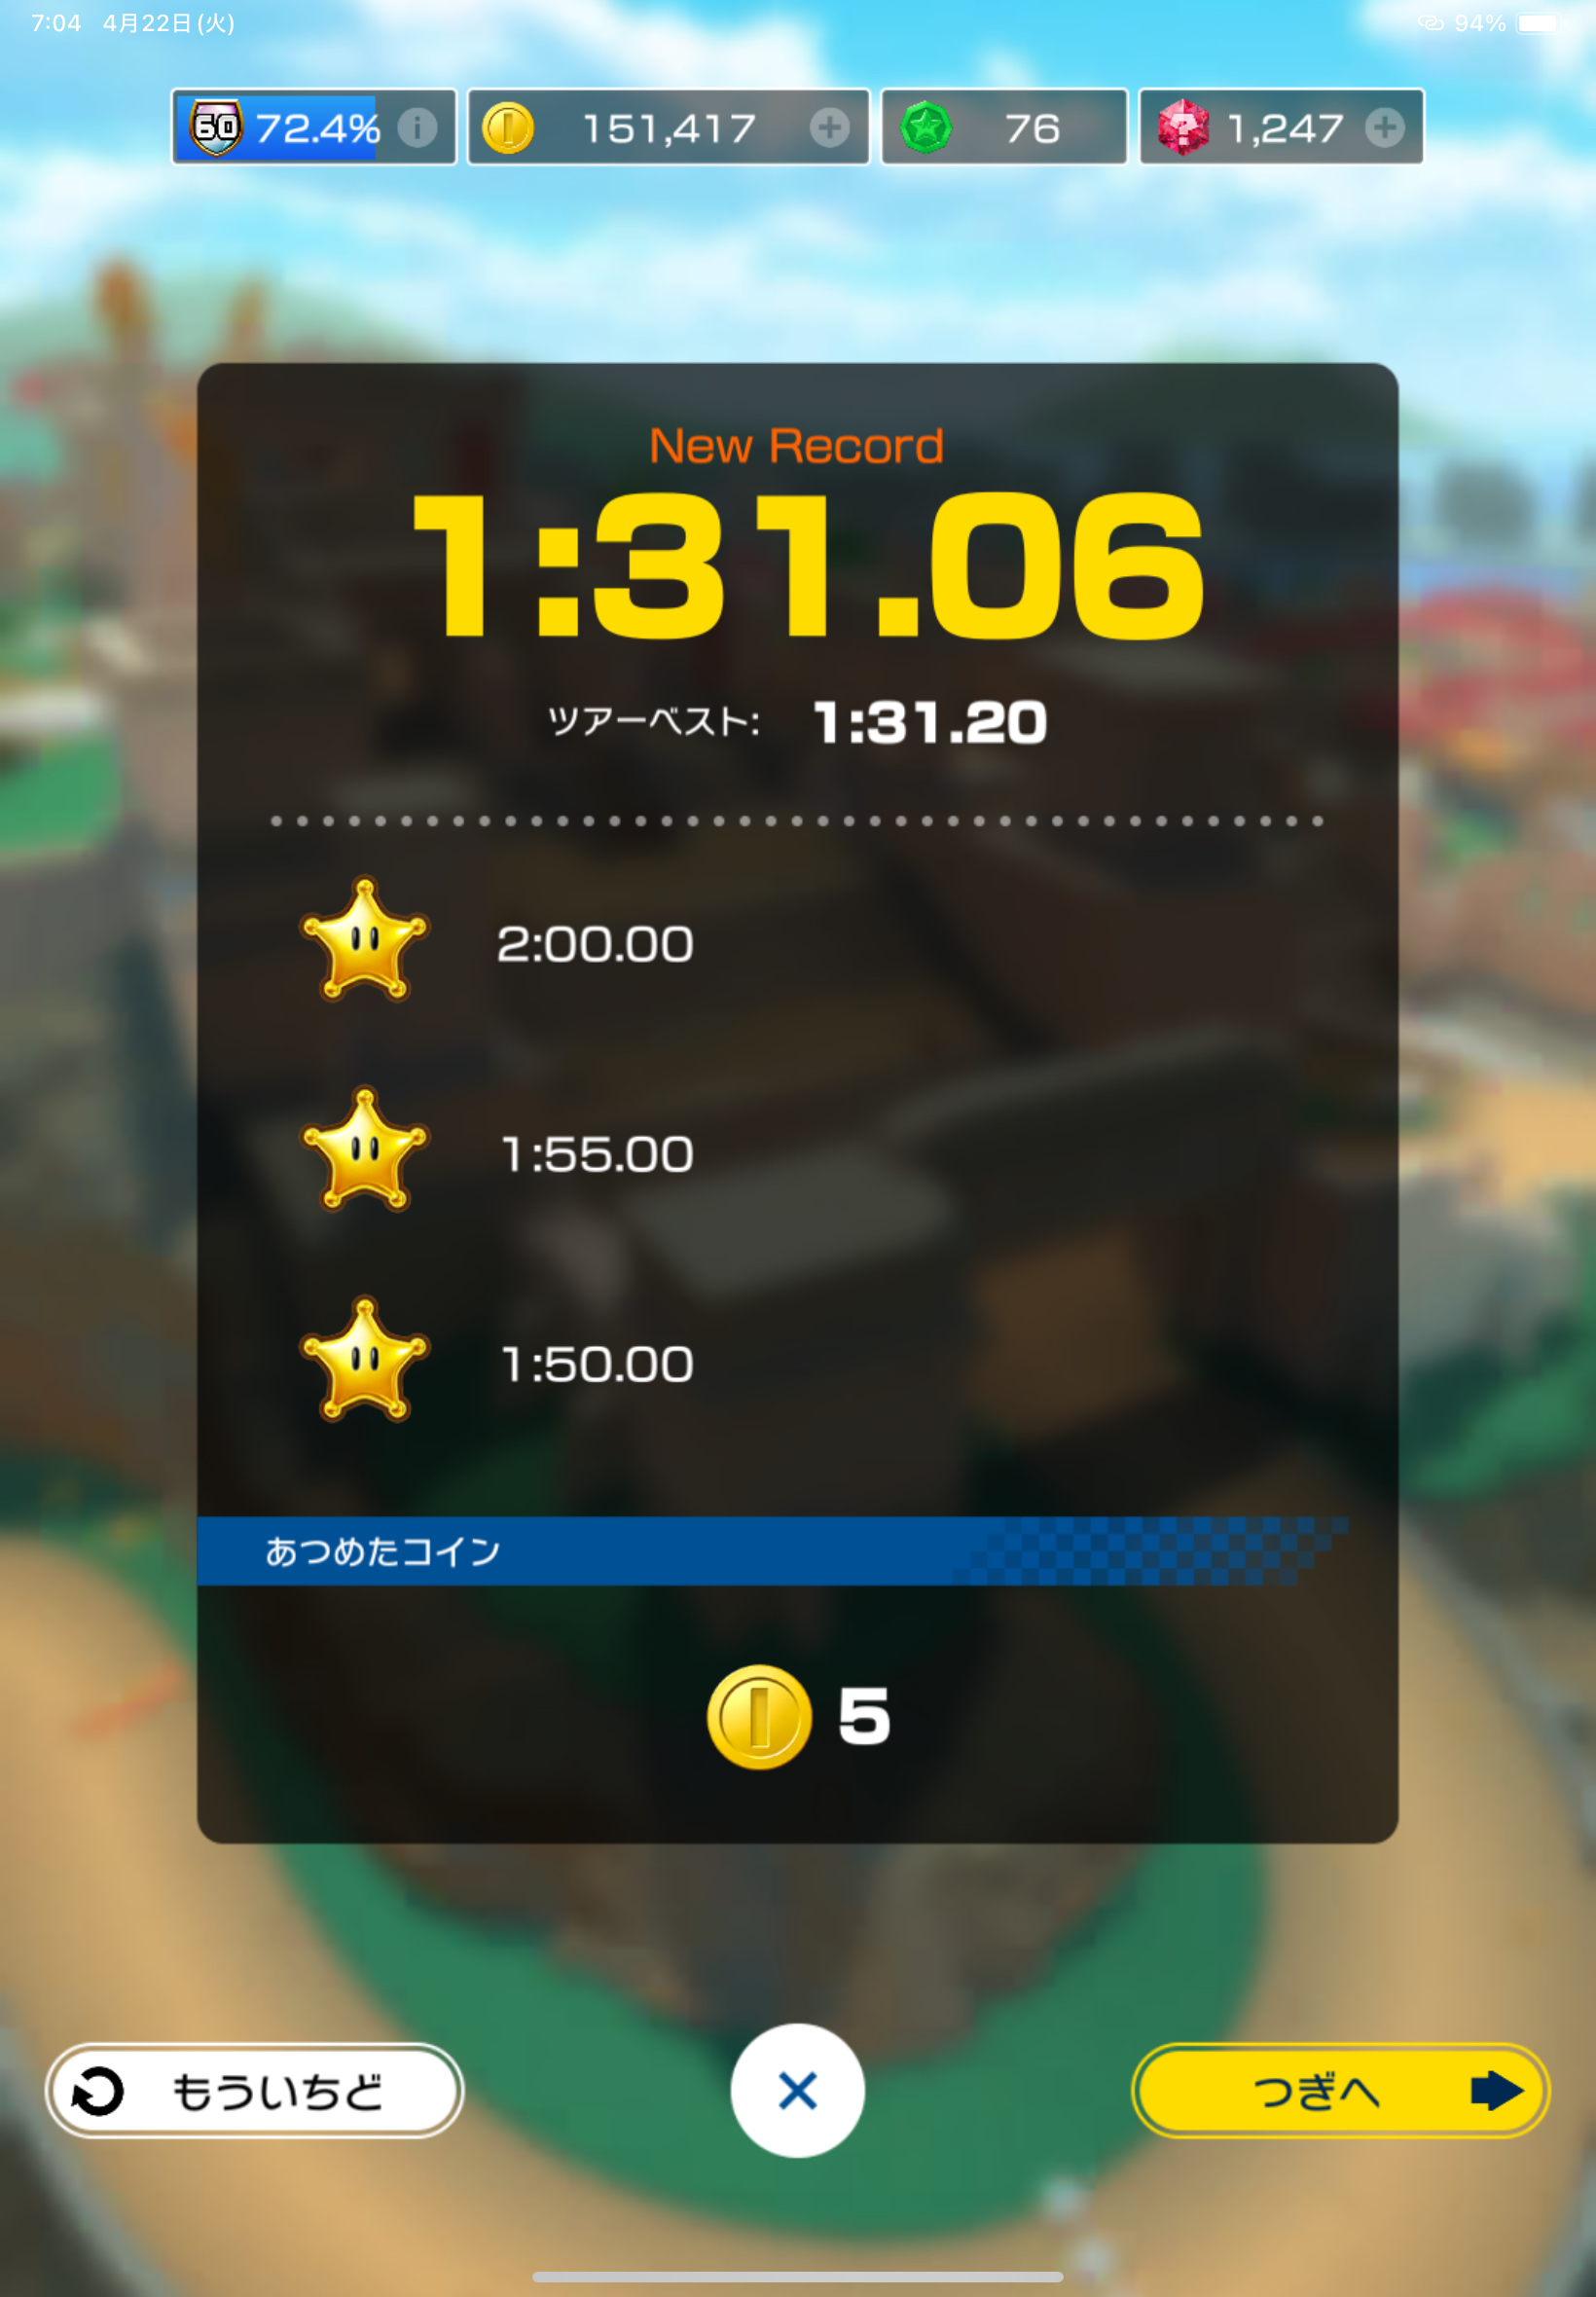 7:04 4月22日(火) 94%
60 72.4% i 151,417 + 76 ? 1,247 +
New Record
1:31.06
ツアーベスト: 1:31.20
2:00.00
1:55.00
1:50.00
あつめたコイン
5
もういちど × つぎへ